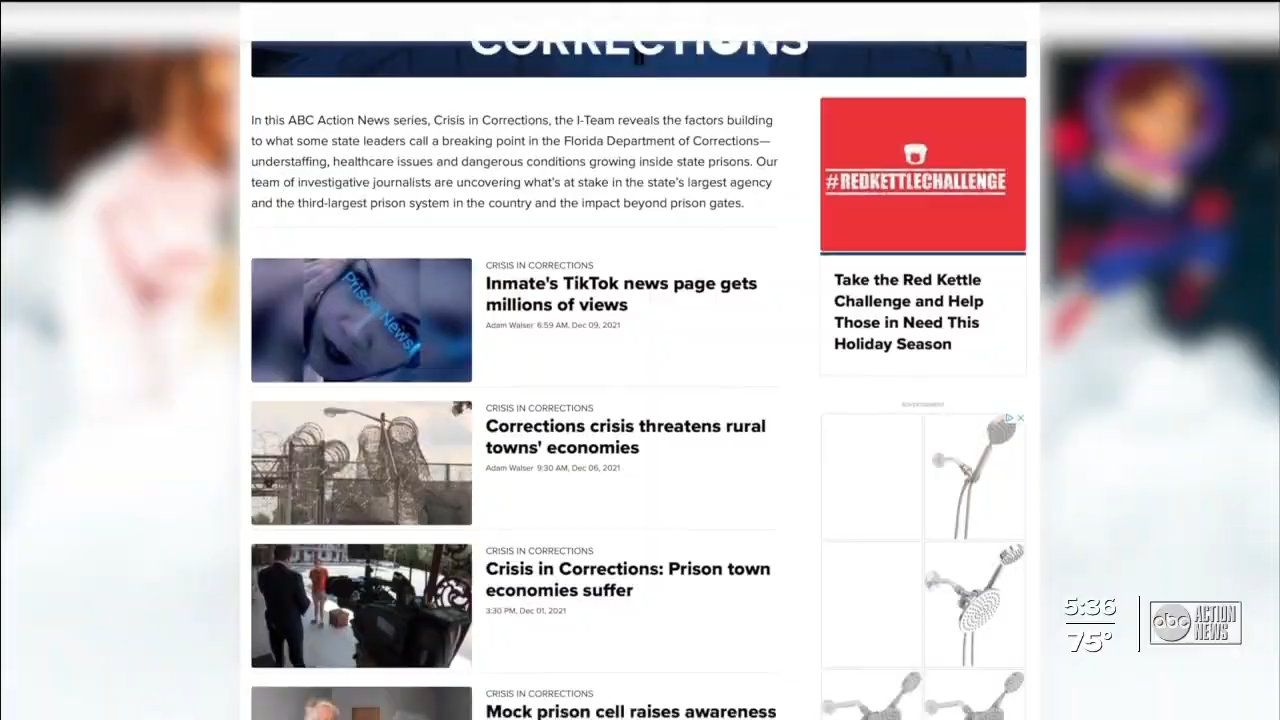 CORRECTIONS
In this ABC Action News series, Crisis in Corrections, the I-Team reveals the factors building
to what some state leaders call a breaking point in the Florida Department of Corrections—
understaffing, healthcare issues and dangerous conditions growing inside state prisons. Our
team of investigative journalists are uncovering what's at stake in the state's largest agency
and the third-largest prison system in the country and the impact beyond prison gates.
CRISIS IN CORRECTIONS
Inmate's TikTok news page gets
millions of views
Adam Walser 6:59 AM, Dec 09, 2021
Prison News!
CRISIS IN CORRECTIONS
Corrections crisis threatens rural
towns' economies
Adam Walser 9:30 AM, Dec 06, 2021
CRISIS IN CORRECTIONS
Crisis in Corrections: Prison town
economies suffer
3:30 PM, Dec 01, 2021
CRISIS IN CORRECTIONS
Mock prison cell raises awareness
#REDKETTLECHALLENGE
Take the Red Kettle
Challenge and Help
Those in Need This
Holiday Season
Advertisement
5:36
75°
abc ACTION
NEWS